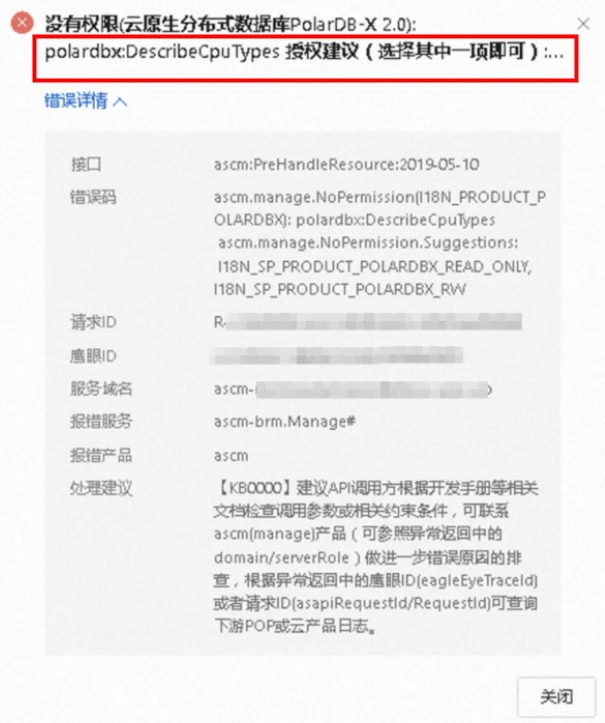 没有权限(云原生分布式数据库PolarDB-X 2.0):
polardbx:DescribeCpuTypes 授权建议（选择其中一项即可）:...
错误详情
接口 ascm:PreHandleResource:2019-05-10
错误码 ascm.manage.NoPermission(I18N_PRODUCT_P
OLARDBX): polardbx:DescribeCpuTypes
ascm.manage.NoPermission.Suggestions:
I18N_SP_PRODUCT_POLARDBX_READ_ONLY,
I18N_SP_PRODUCT_POLARDBX_RW
请求ID R-
鹰眼ID
服务域名 ascm-
报错服务 ascm-brm.Manage#
报错产品 ascm
处理建议 【KB0000】建议API调用方根据开发手册等相关
文档检查调用参数或相关约束条件，可联系
ascm(manage)产品（可参照异常返回中的
domain/serverRole）做进一步错误原因的排
查，根据异常返回中的鹰眼ID(eagleEyeTraceId)
或者请求ID(asapiRequestId/RequestId)可查询
下游POP或云产品日志。
关闭